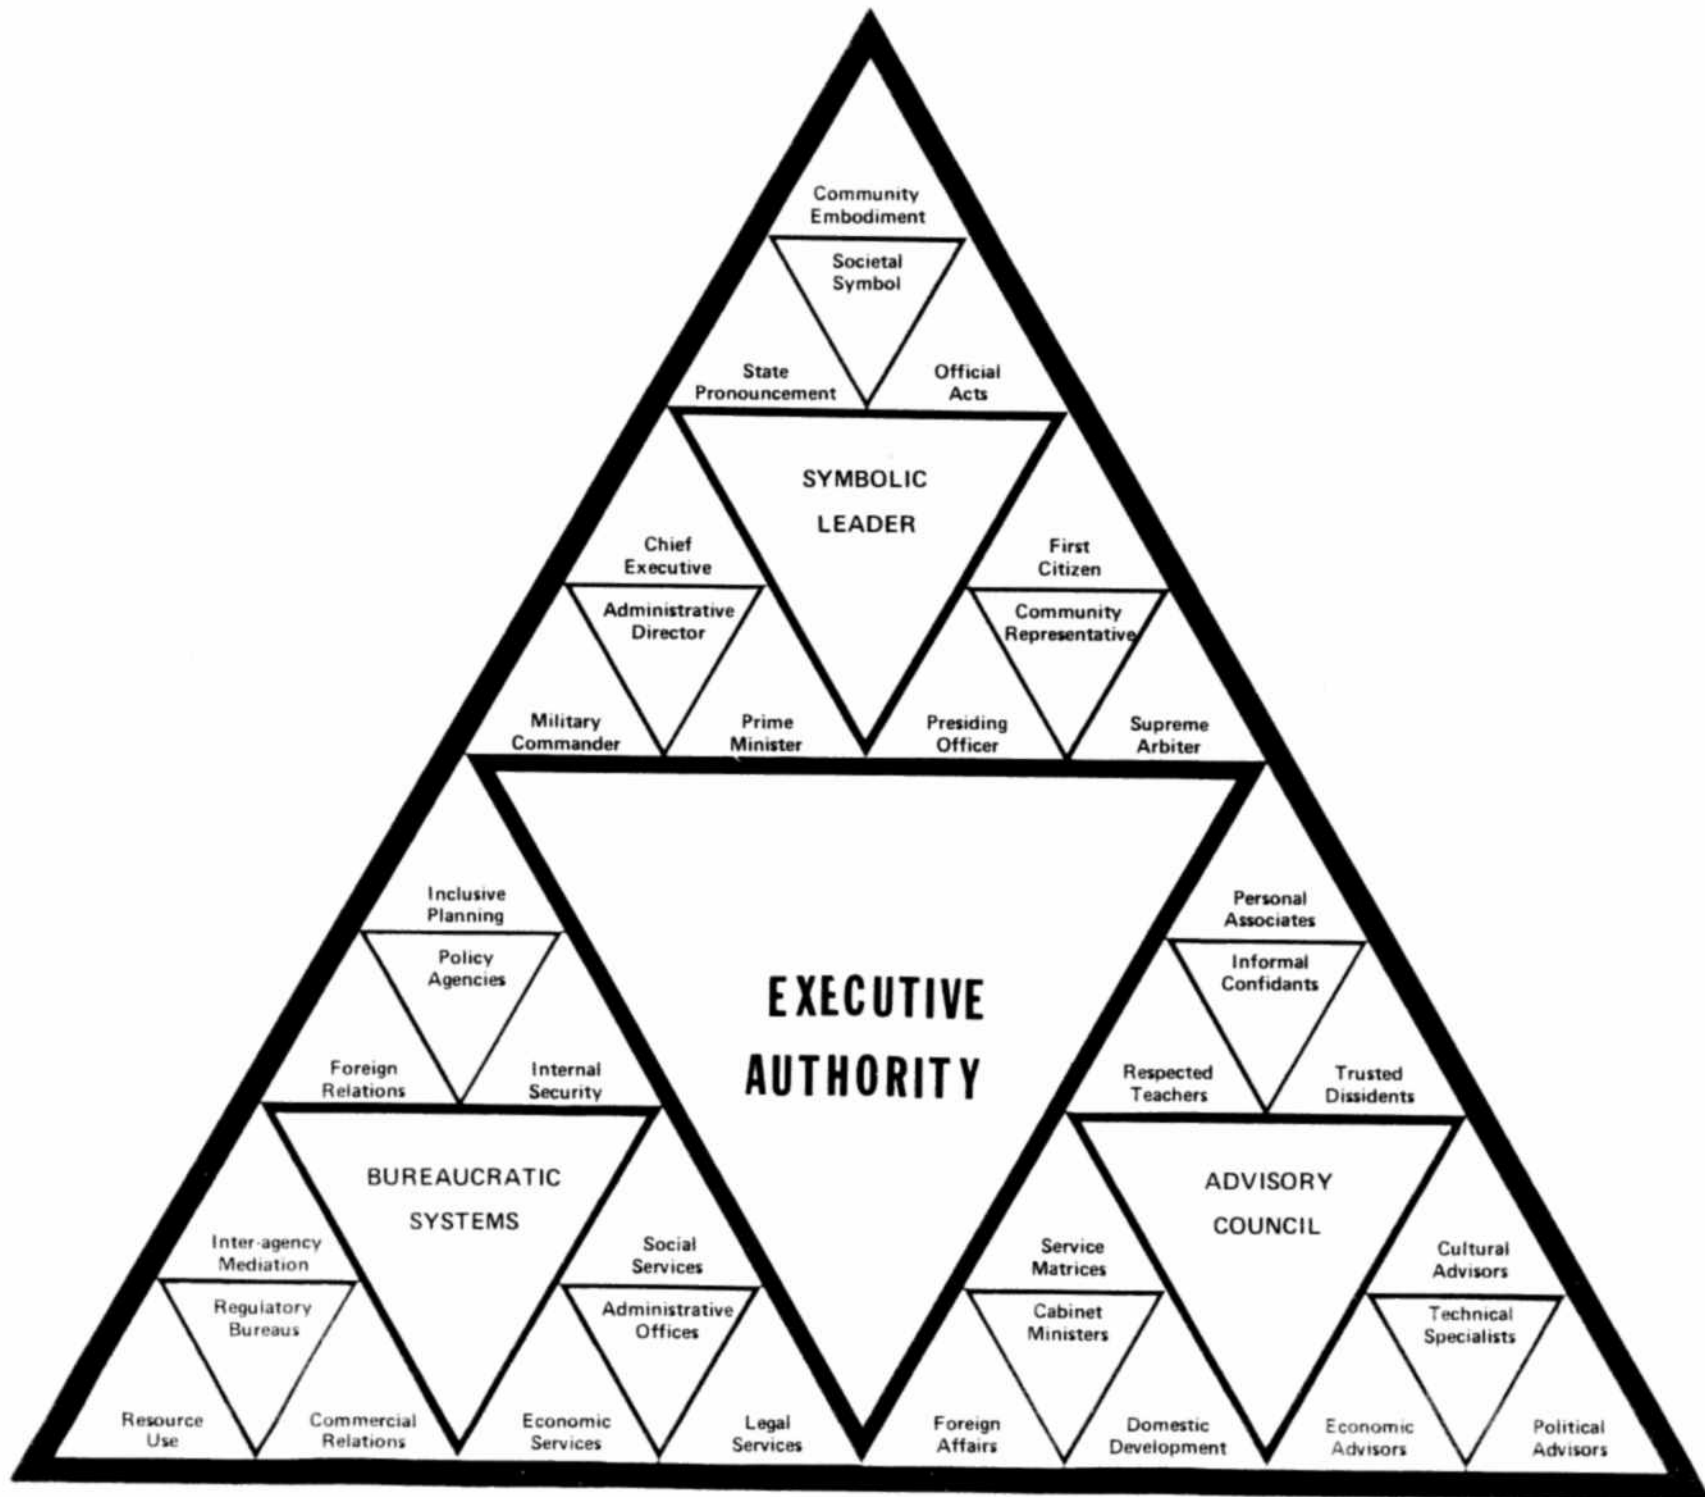 Community
Embodiment
Societal
Symbol
State
Pronouncement
Official
Acts
SYMBOLIC
LEADER
Chief
Executive
Administrative
Director
Military
Commander
Prime
Minister
First
Citizen
Community
Representative
Presiding
Officer
Supreme
Arbiter
EXECUTIVE
AUTHORITY
Inclusive
Planning
Policy
Agencies
Foreign
Relations
Internal
Security
BUREAUCRATIC
SYSTEMS
Inter-agency
Mediation
Regulatory
Bureaus
Resource
Use
Commercial
Relations
Social
Services
Administrative
Offices
Economic
Services
Legal
Services
Personal
Associates
Informal
Confidants
Respected
Teachers
Trusted
Dissidents
ADVISORY
COUNCIL
Service
Matrices
Cabinet
Ministers
Foreign
Affairs
Domestic
Development
Cultural
Advisors
Technical
Specialists
Economic
Advisors
Political
Advisors